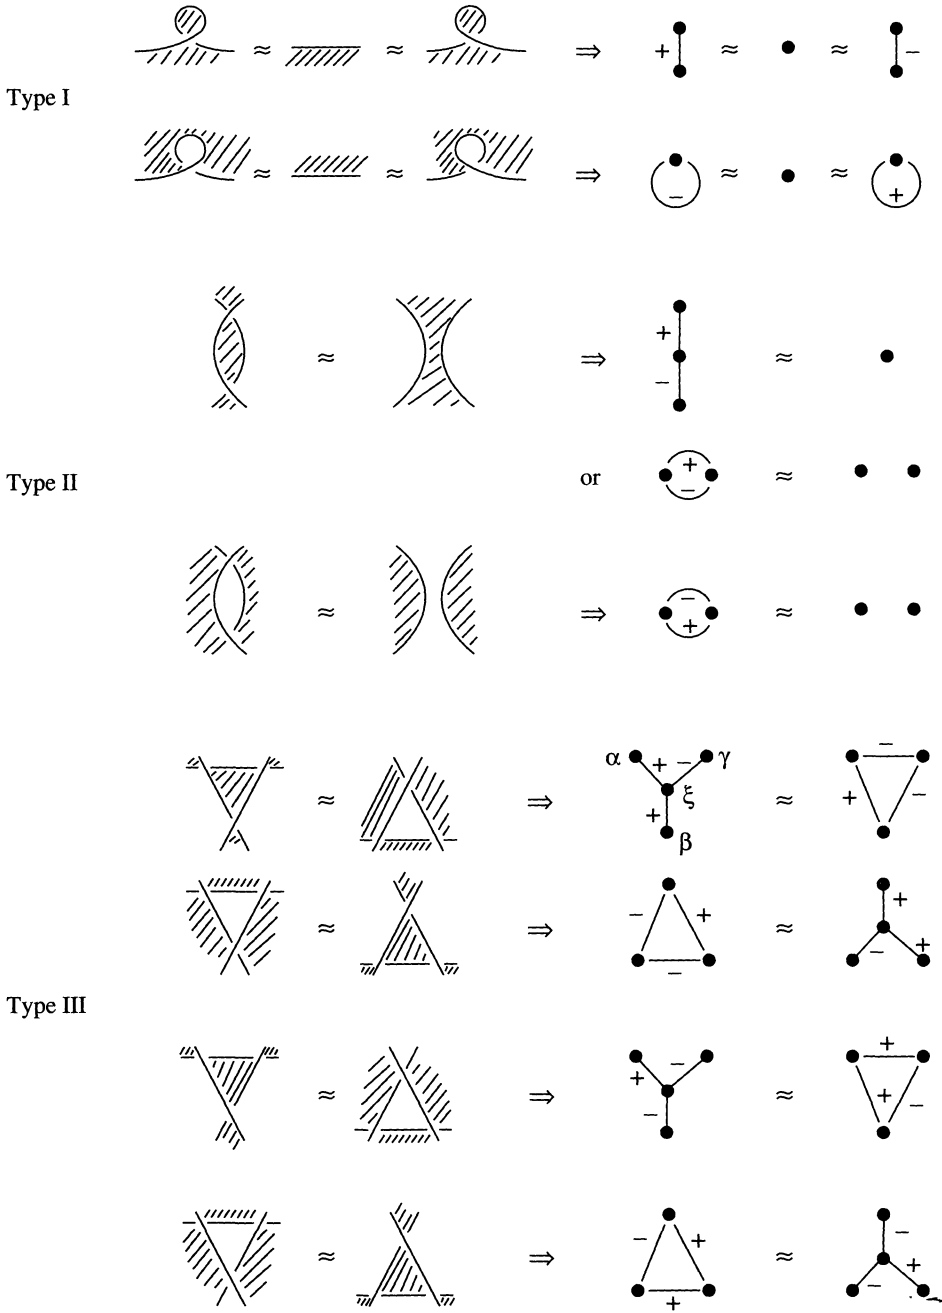 ≈ ≈ ⇒ + ≈ ≈ −
Type I
≈ ≈ ⇒ − ≈ ≈ +
≈ ⇒ + − ≈
Type II or + − ≈
≈ ⇒ − + ≈
≈ ⇒ α + − γ ξ + β ≈ − + −
≈ ⇒ − + − ≈ + − +
Type III
≈ ⇒ + − − ≈ + + −
≈ ⇒ − + + ≈ − + −